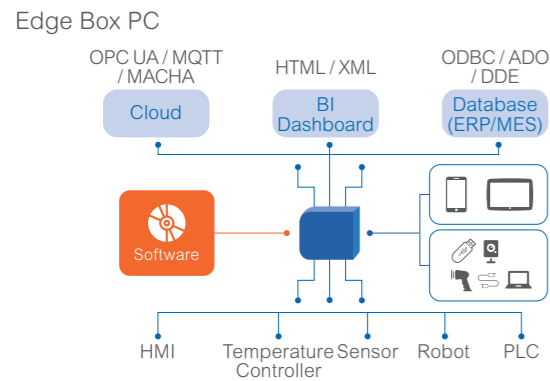 Edge Box PC
OPC UA / MQTT
/ MACHA
HTML / XML
ODBC / ADO
/ DDE
Cloud
BI
Dashboard
Database
(ERP/MES)
Software
HMI
Temperature
Controller
Sensor
Robot
PLC